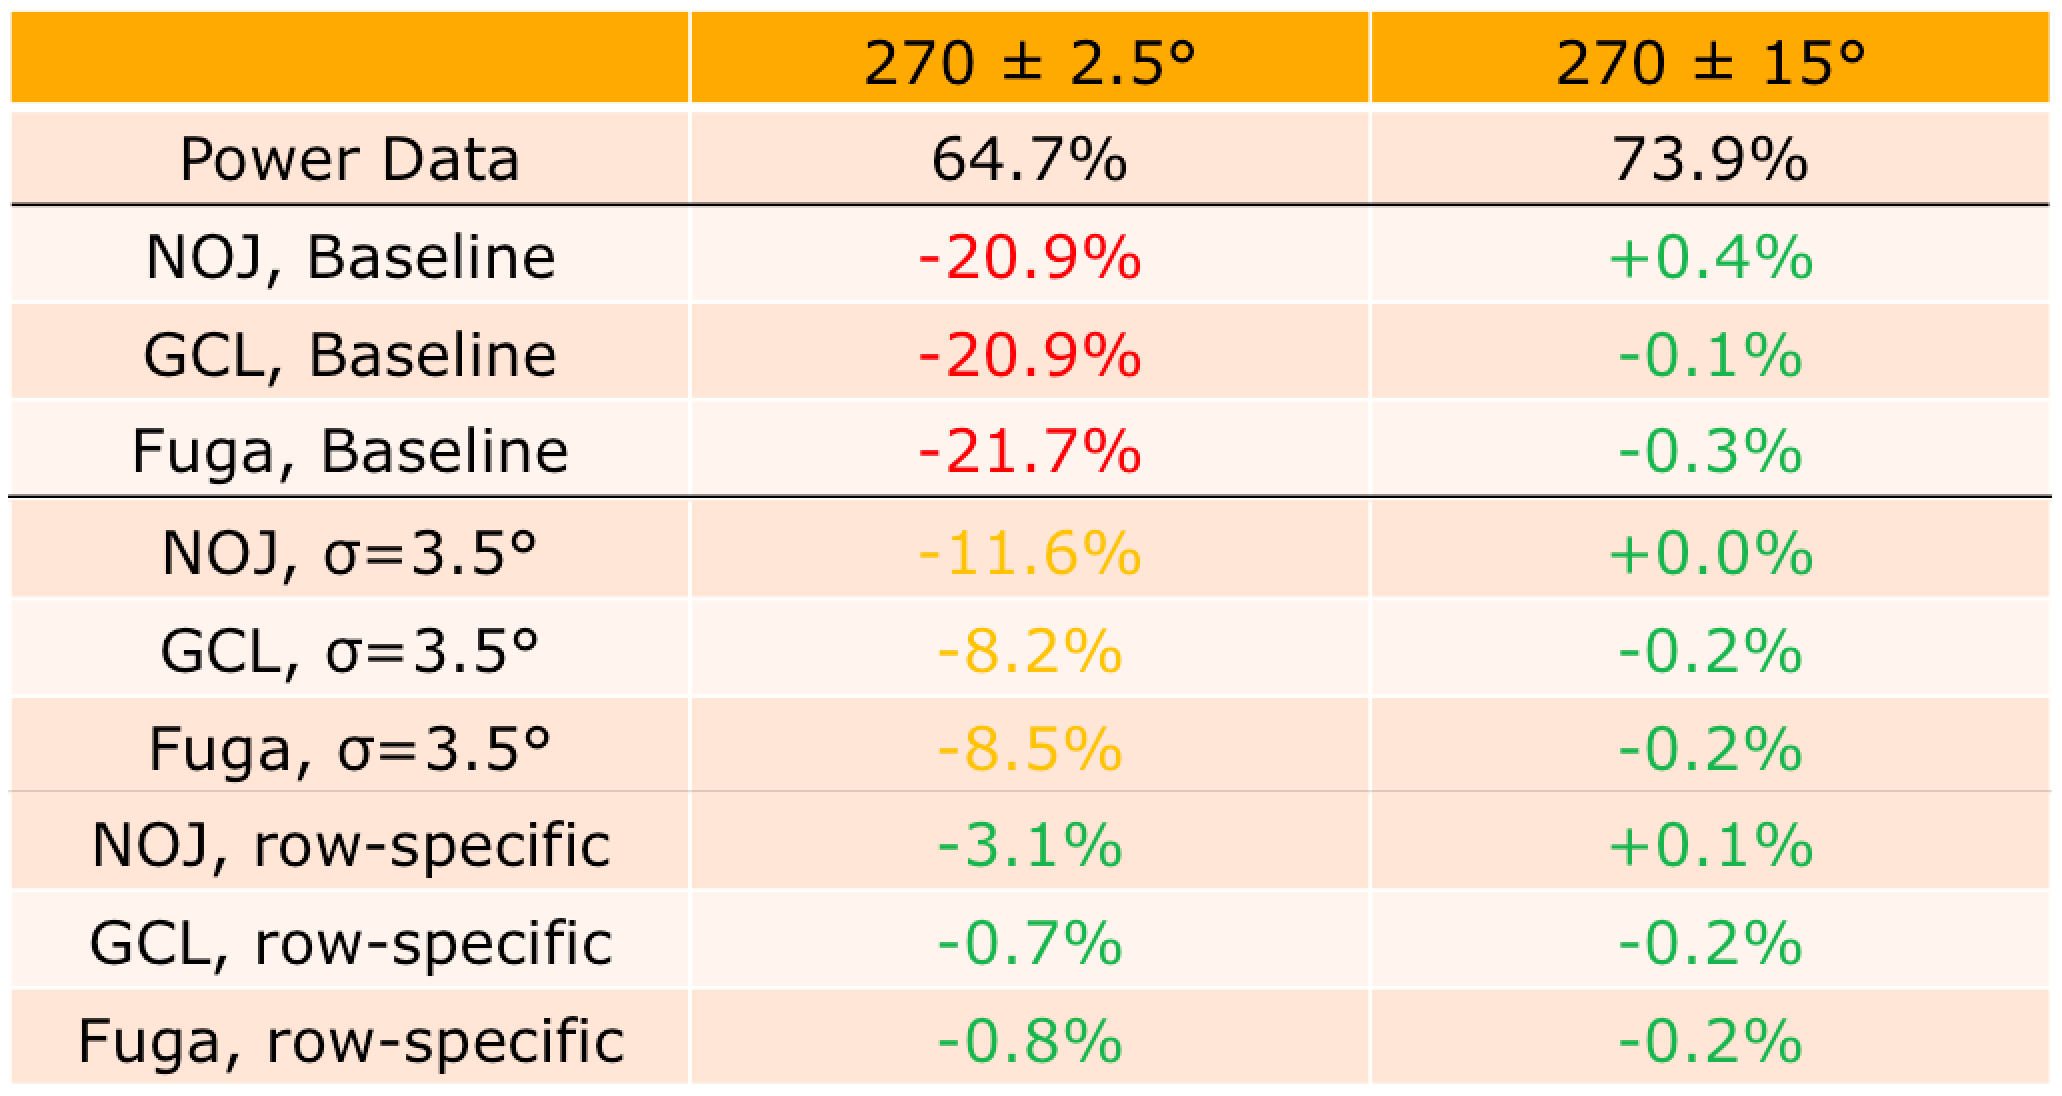 270 ± 2.5° 270 ± 15°
Power Data 64.7% 73.9%
NOJ, Baseline -20.9% +0.4%
GCL, Baseline -20.9% -0.1%
Fuga, Baseline -21.7% -0.3%
NOJ, σ=3.5° -11.6% +0.0%
GCL, σ=3.5° -8.2% -0.2%
Fuga, σ=3.5° -8.5% -0.2%
NOJ, row-specific -3.1% +0.1%
GCL, row-specific -0.7% -0.2%
Fuga, row-specific -0.8% -0.2%